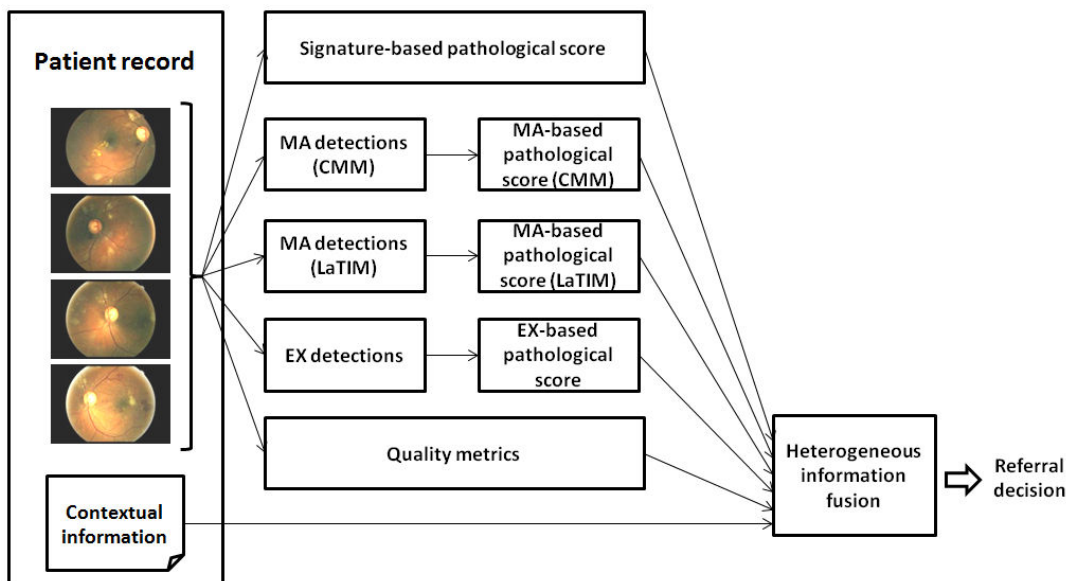 Patient record
Contextual
information
Signature-based pathological score
MA detections
(CMM)
MA-based
pathological
score (CMM)
MA detections
(LaTIM)
MA-based
pathological
score (LaTIM)
EX detections
EX-based
pathological
score
Quality metrics
Heterogeneous
information
fusion
Referral
decision